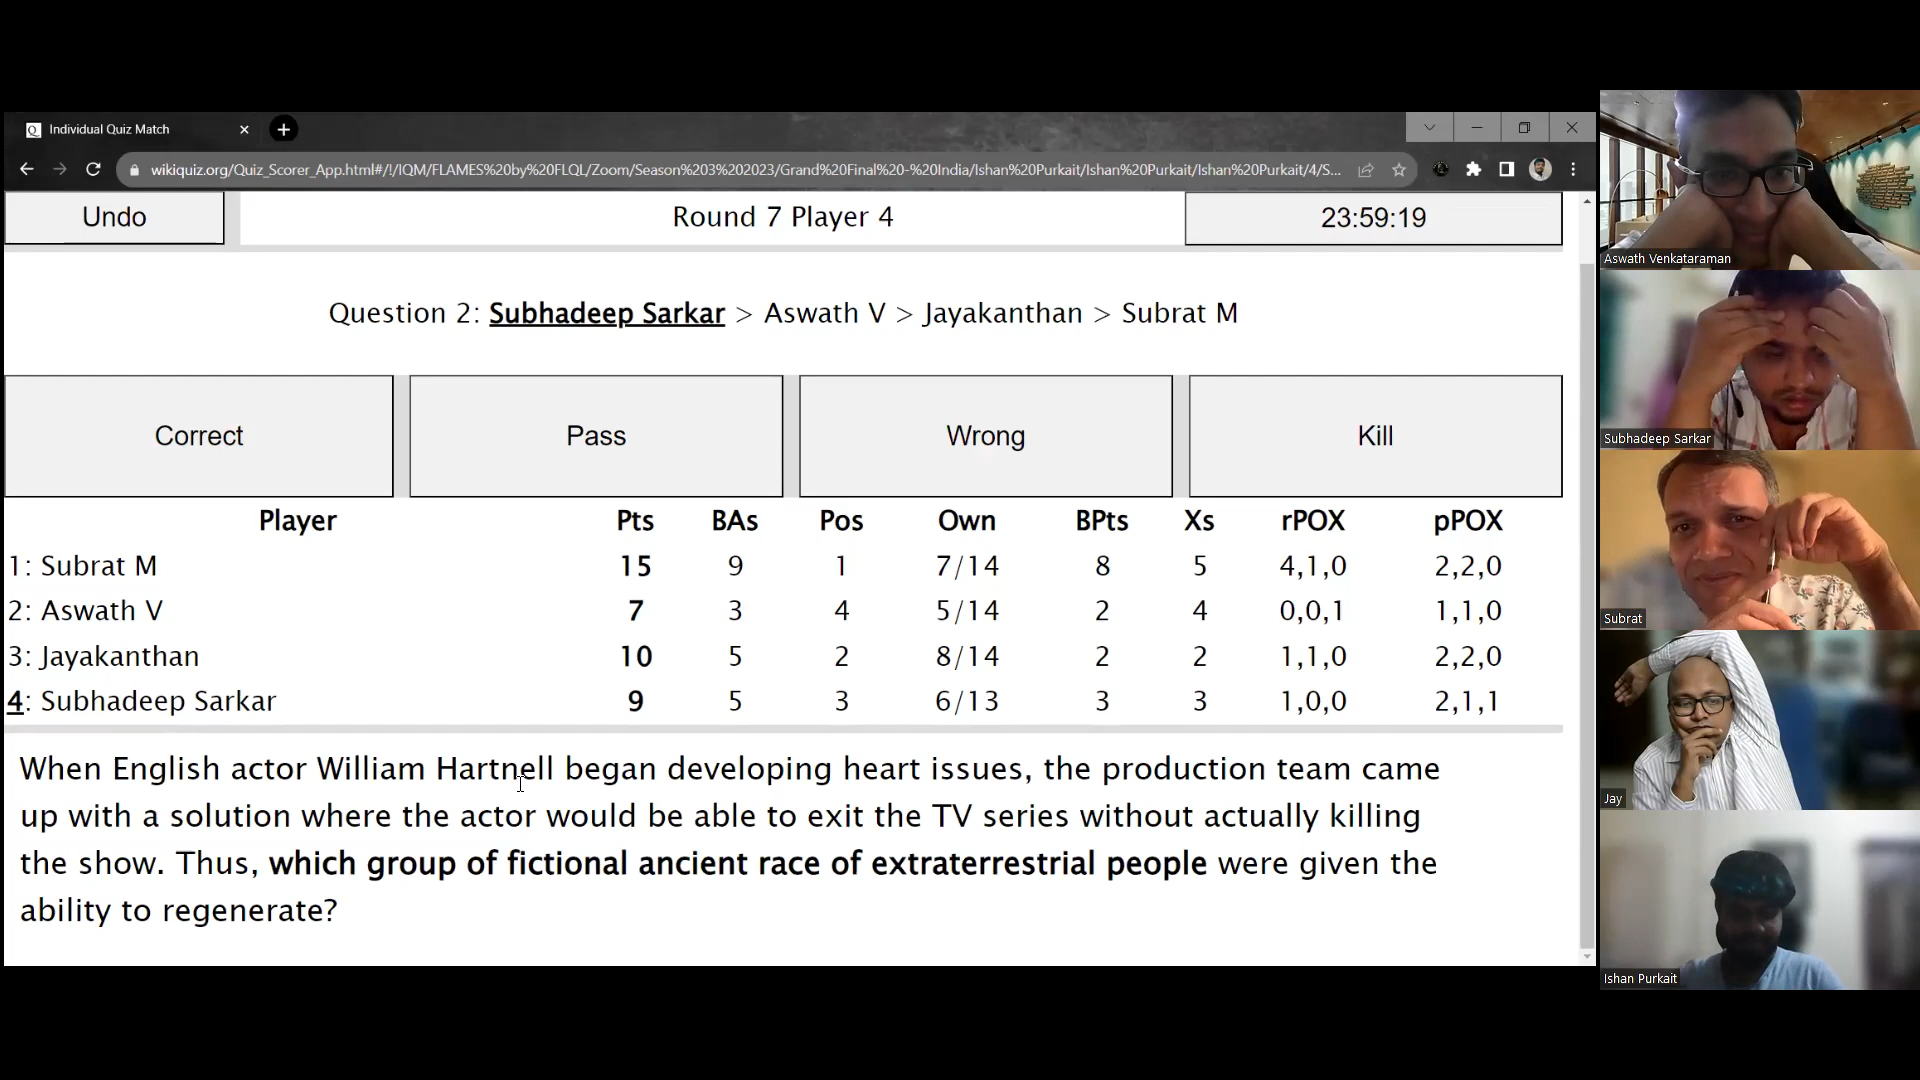 Individual Quiz Match
wikiquiz.org/Quiz_Scorer_App.html#/!/IQM/FLAMES%20by%20FLQL/Zoom/Season%203%202023/Grand%20Final%20-%20India/Ishan%20Purkait/Ishan%20Purkait/Ishan%20Purkait/4/S...
Undo
Round 7 Player 4
23:59:19
Question 2: Subhadeep Sarkar > Aswath V > Jayakanthan > Subrat M
Correct
Pass
Wrong
Kill
Player Pts BAs Pos Own BPts Xs rPOX pPOX
1: Subrat M 15 9 1 7/14 8 5 4,1,0 2,2,0
2: Aswath V 7 3 4 5/14 2 4 0,0,1 1,1,0
3: Jayakanthan 10 5 2 8/14 2 2 1,1,0 2,2,0
4: Subhadeep Sarkar 9 5 3 6/13 3 3 1,0,0 2,1,1
When English actor William Hartnell began developing heart issues, the production team came
up with a solution where the actor would be able to exit the TV series without actually killing
the show. Thus, which group of fictional ancient race of extraterrestrial people were given the
ability to regenerate?
Aswath Venkataraman
Subhadeep Sarkar
Subrat
Jay
Ishan Purkait